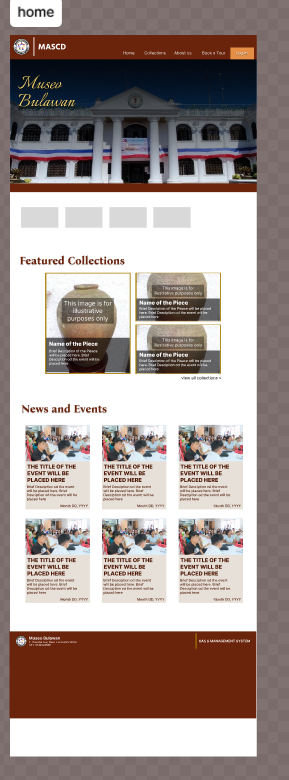 home
MASCD
Home Collections About us Book a Tour
Museo
Bulawan
Featured Collections
This image is for
illustrative
purposes only
Name of the Piece
Brief Description of the Piece
will be placed here. Brief
Description of the will be
placed here
This image is for
illustrative purposes only
Name of the Piece
Brief Description of the Piece will be placed
here. Brief Description of the will be
placed here
This image is for
illustrative purposes only
Name of the Piece
Brief Description of the Piece will be placed
here. Brief Description of the will be
placed here
view all collections
News and Events
THE TITLE OF THE
EVENT WILL BE
PLACED HERE
Brief Description od the event
will be placed here. Brief
Description of the event will be
placed here
Month DD, YYYY
THE TITLE OF THE
EVENT WILL BE
PLACED HERE
Brief Description od the event
will be placed here. Brief
Description of the event will be
placed here
Month DD, YYYY
THE TITLE OF THE
EVENT WILL BE
PLACED HERE
Brief Description od the event
will be placed here. Brief
Description of the event will be
placed here
Month DD, YYYY
THE TITLE OF THE
EVENT WILL BE
PLACED HERE
Brief Description od the event
will be placed here. Brief
Description of the event will be
placed here
Month DD, YYYY
THE TITLE OF THE
EVENT WILL BE
PLACED HERE
Brief Description od the event
will be placed here. Brief
Description of the event will be
placed here
Month DD, YYYY
THE TITLE OF THE
EVENT WILL BE
PLACED HERE
Brief Description od the event
will be placed here. Brief
Description of the event will be
placed here
Month DD, YYYY
Museo Bulawan
MANAGEMENT SYSTEM